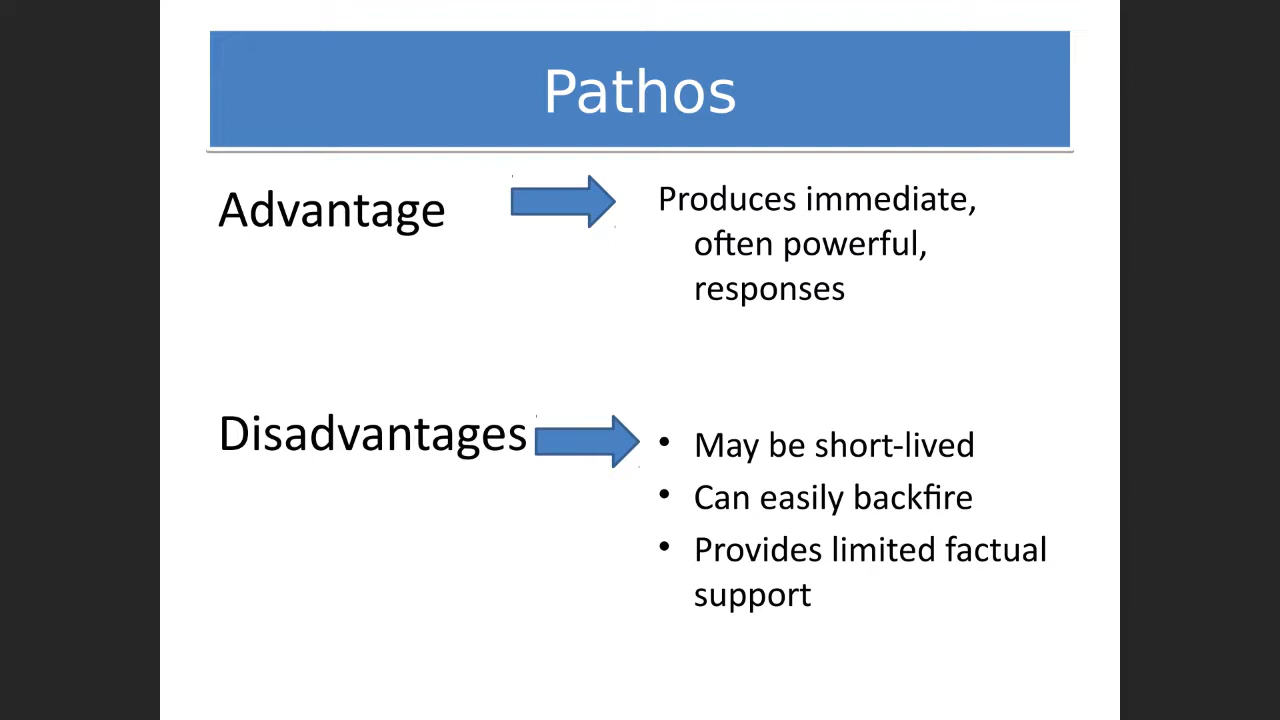 Pathos
Advantage
Produces immediate,
often powerful,
responses
Disadvantages
• May be short-lived
• Can easily backfire
• Provides limited factual
support